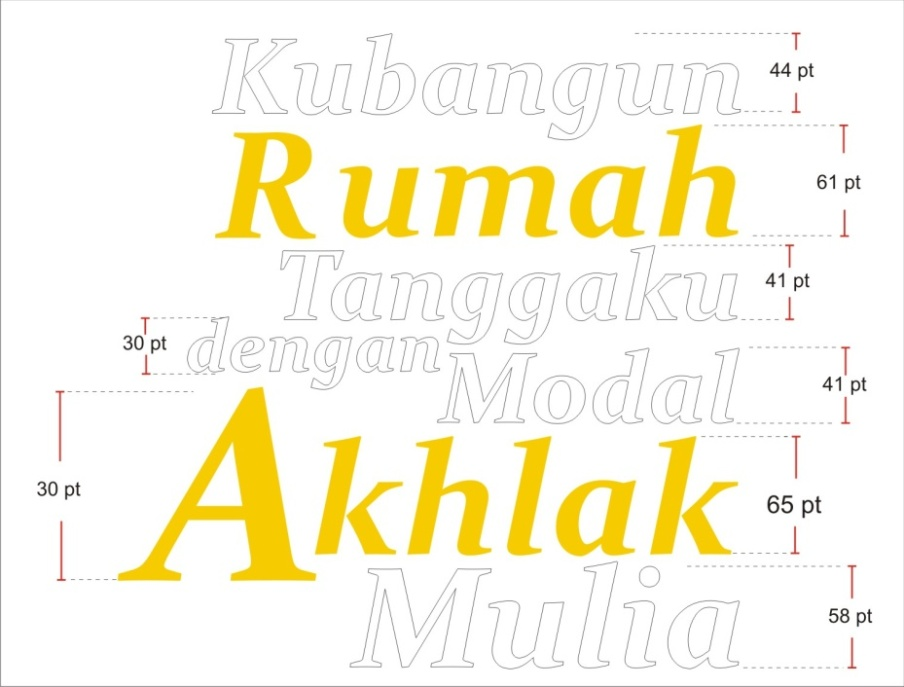 Kubangun
44 pt
Rumah
61 pt
Tanggaku
41 pt
dengan
30 pt
Modal
41 pt
Akhlak
30 pt
65 pt
Mulia
58 pt